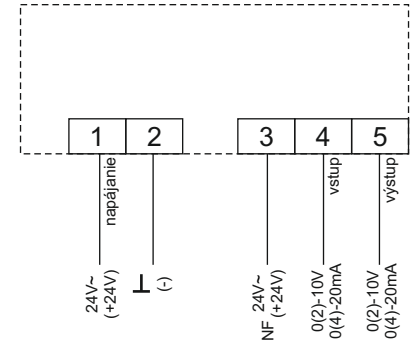 1 2 3 4 5
napájanie
vstup
výstup
24V~
(+24V)
⊥
(-)
NF 24V~
(+24V)
0(2)-10V
0(4)-20mA
0(2)-10V
0(4)-20mA